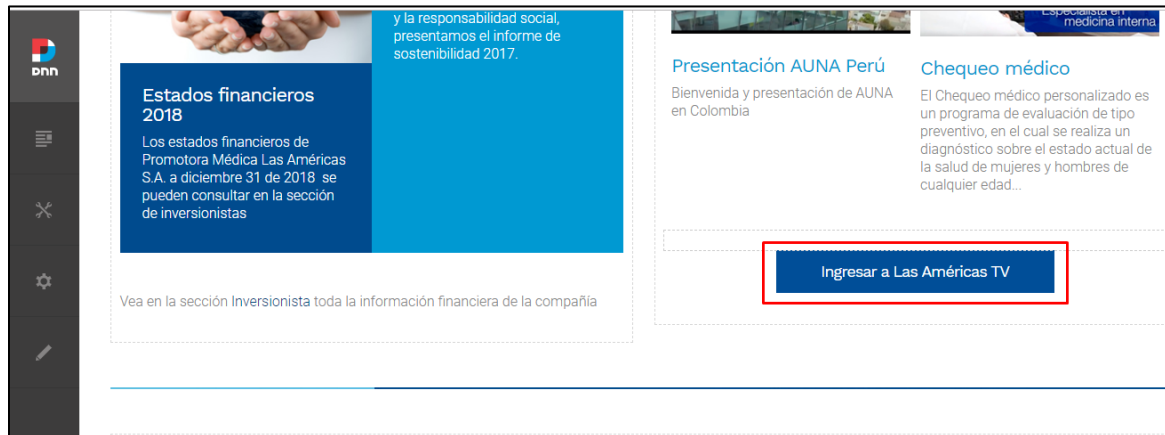 DNN
y la responsabilidad social,
presentamos el informe de
sostenibilidad 2017.
Estados financieros
2018
Los estados financieros de
Promotora Médica Las Américas
S.A. a diciembre 31 de 2018 se
pueden consultar en la sección
de inversionistas
Vea en la sección Inversionista toda la información financiera de la compañía
Presentación AUNA Perú
Bienvenida y presentación de AUNA
en Colombia
Especialista en
medicina interna
Chequeo médico
El Chequeo médico personalizado es
un programa de evaluación de tipo
preventivo, en el cual se realiza un
diagnóstico sobre el estado actual de
la salud de mujeres y hombres de
cualquier edad...
Ingresar a Las Américas TV